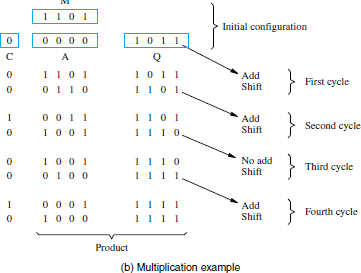 M
1 1 0 1
Initial configuration
0 0 0 0 0 1 0 1 1
C A Q
0 1 1 0 1 1 0 1 1 Add
0 0 1 1 0 1 1 0 1 Shift
First cycle
1 0 0 1 1 1 1 0 1 Add
0 1 0 0 1 1 1 1 0 Shift
Second cycle
0 1 0 0 1 1 1 1 0 No add
0 0 1 0 0 1 1 1 1 Shift
Third cycle
1 0 0 0 1 1 1 1 1 Add
0 1 0 0 0 1 1 1 1 Shift
Fourth cycle
Product
(b) Multiplication example